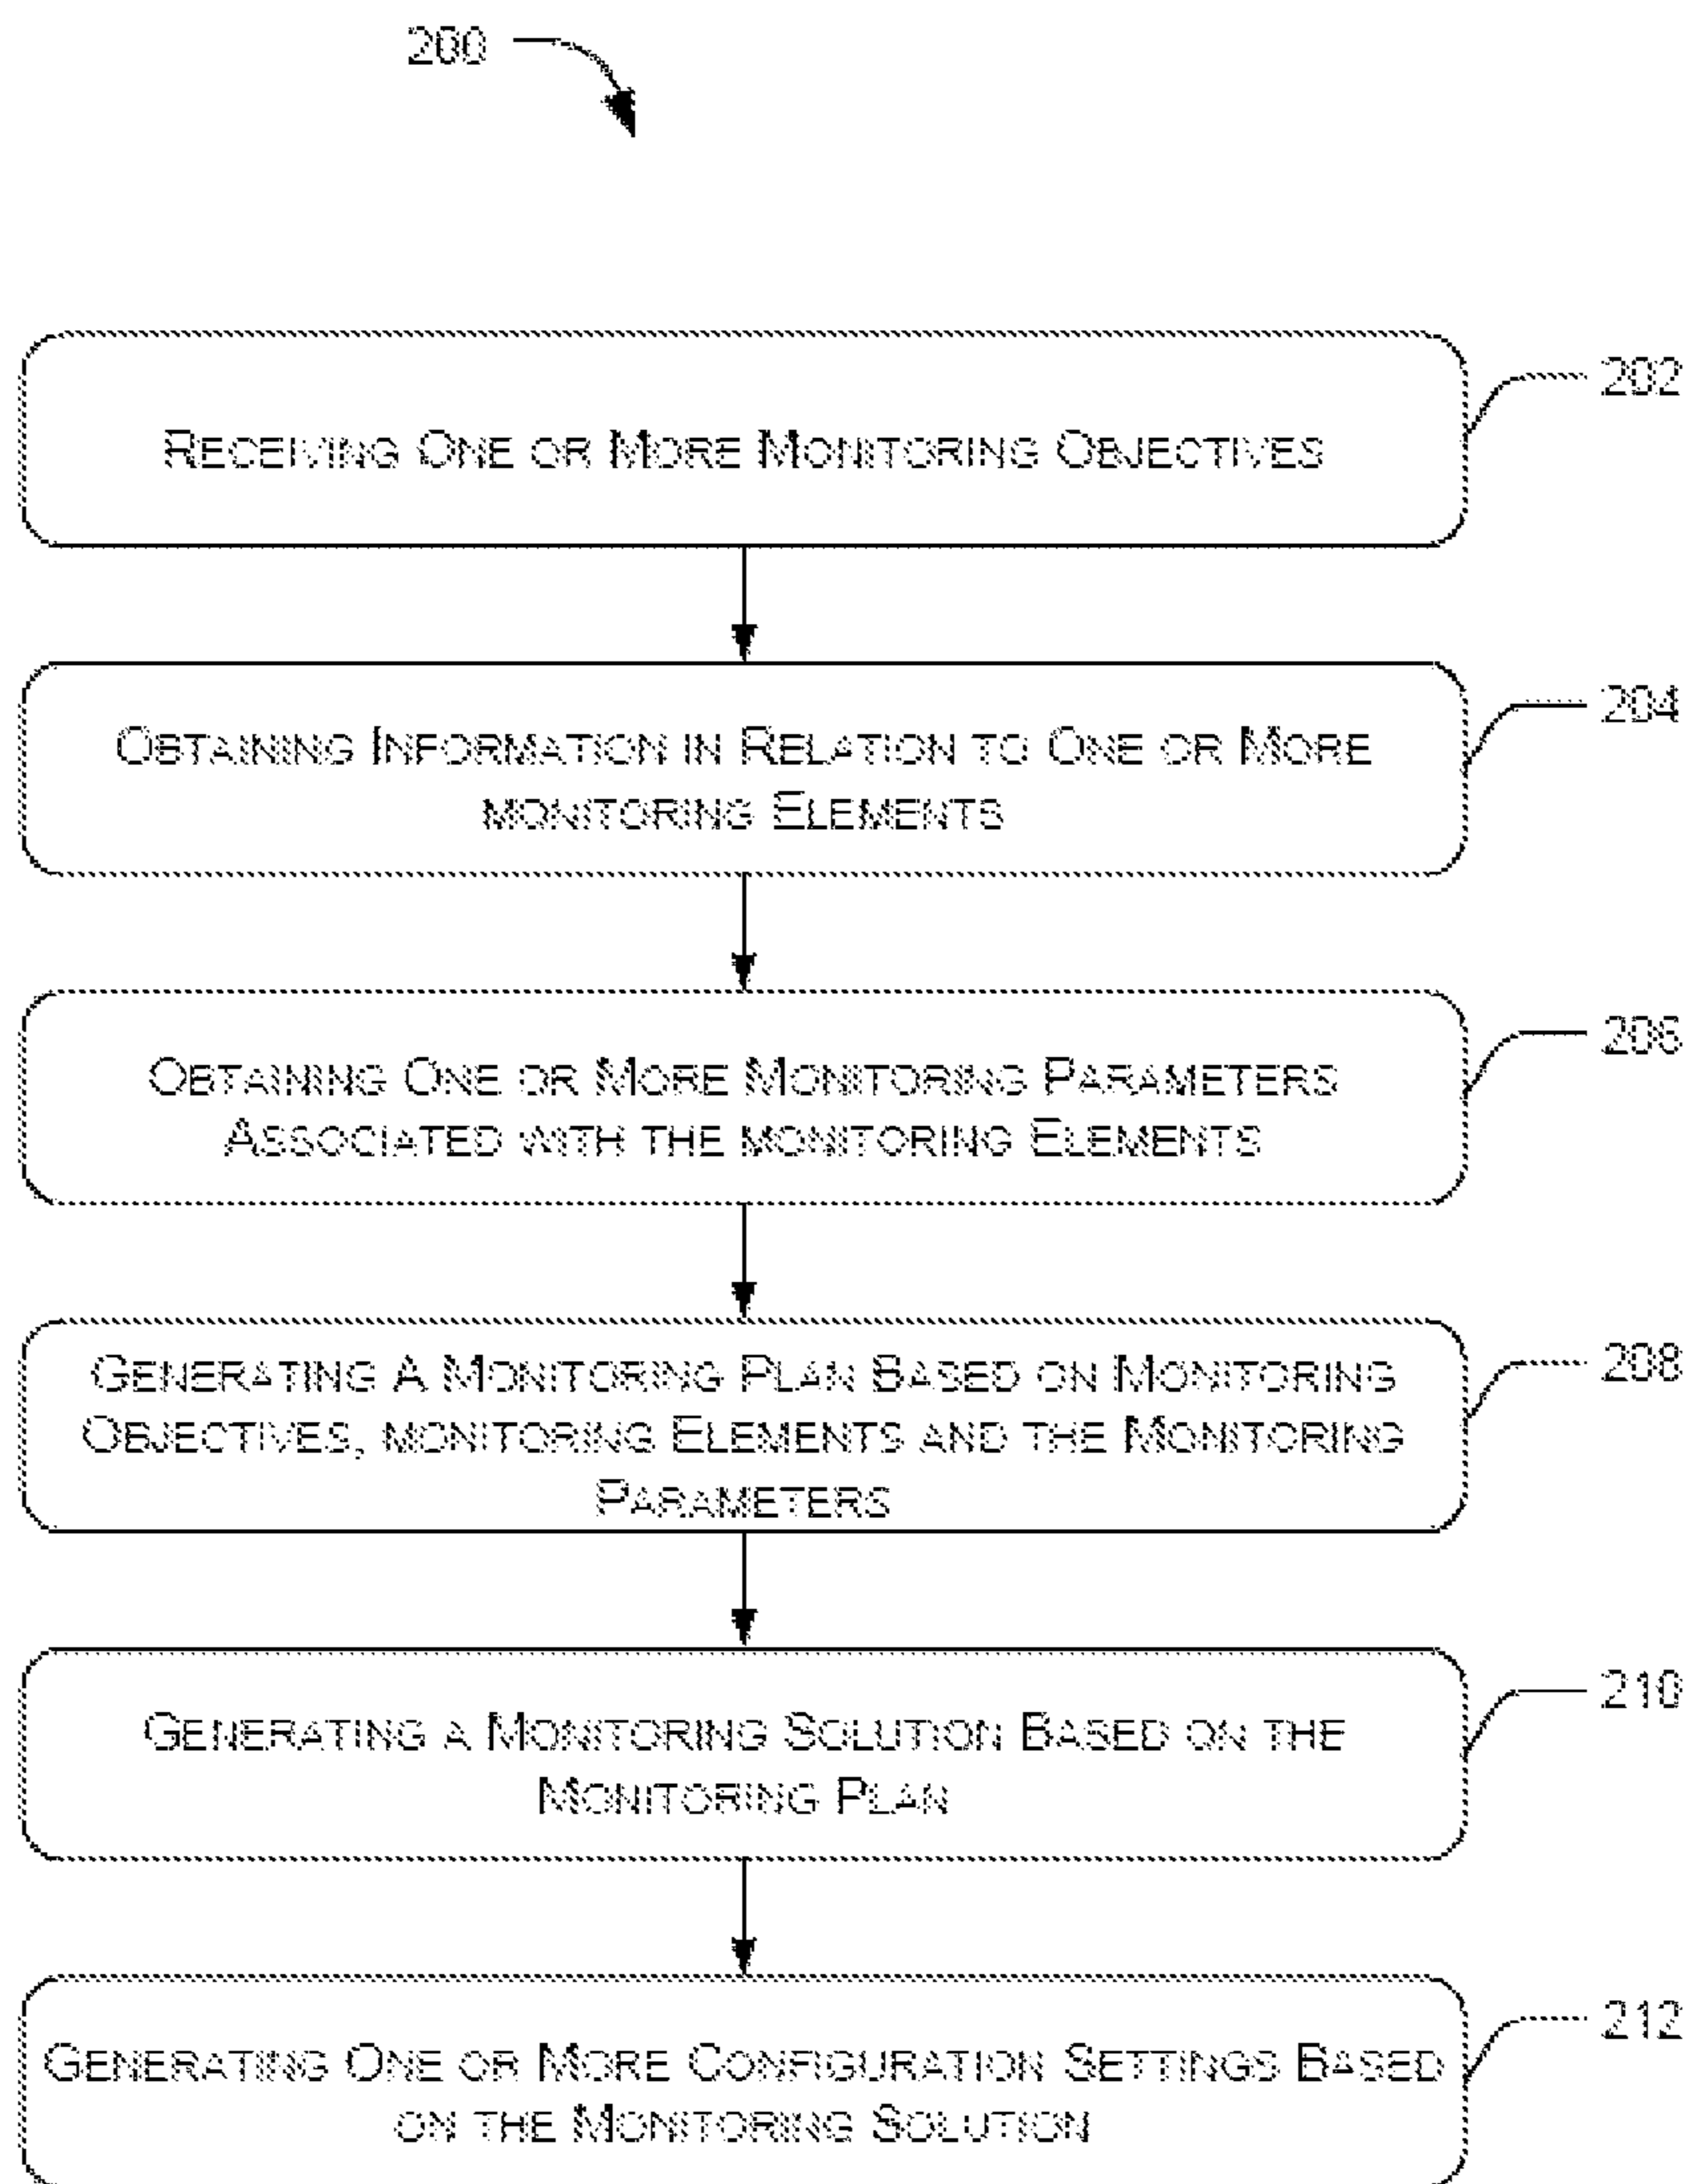 200
RECEIVING ONE OR MORE MONITORING OBJECTIVES
202
OBTAINING INFORMATION IN RELATION TO ONE OR MORE
MONITORING ELEMENTS
204
OBTAINING ONE OR MORE MONITORING PARAMETERS
ASSOCIATED WITH THE MONITORING ELEMENTS
206
GENERATING A MONITORING PLAN BASED ON MONITORING
OBJECTIVES, MONITORING ELEMENTS AND THE MONITORING
PARAMETERS
208
GENERATING A MONITORING SOLUTION BASED ON THE
MONITORING PLAN
210
GENERATING ONE OR MORE CONFIGURATION SETTINGS BASED
ON THE MONITORING SOLUTION
212